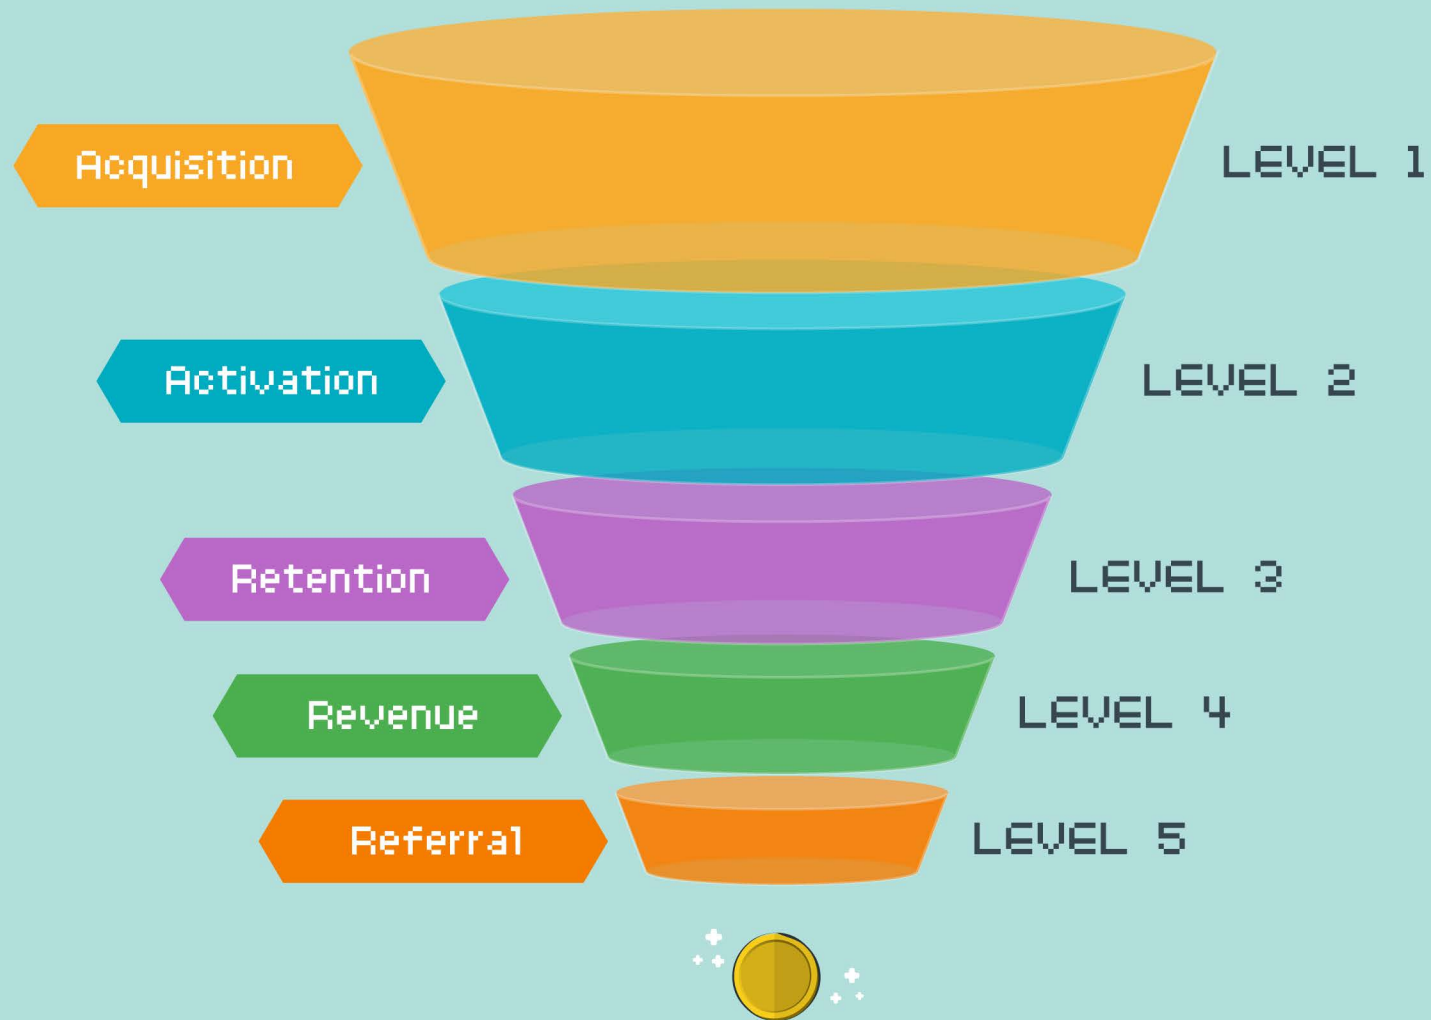 Acquisition
LEVEL 1
Activation
LEVEL 2
Retention
LEVEL 3
Revenue
LEVEL 4
Referral
LEVEL 5